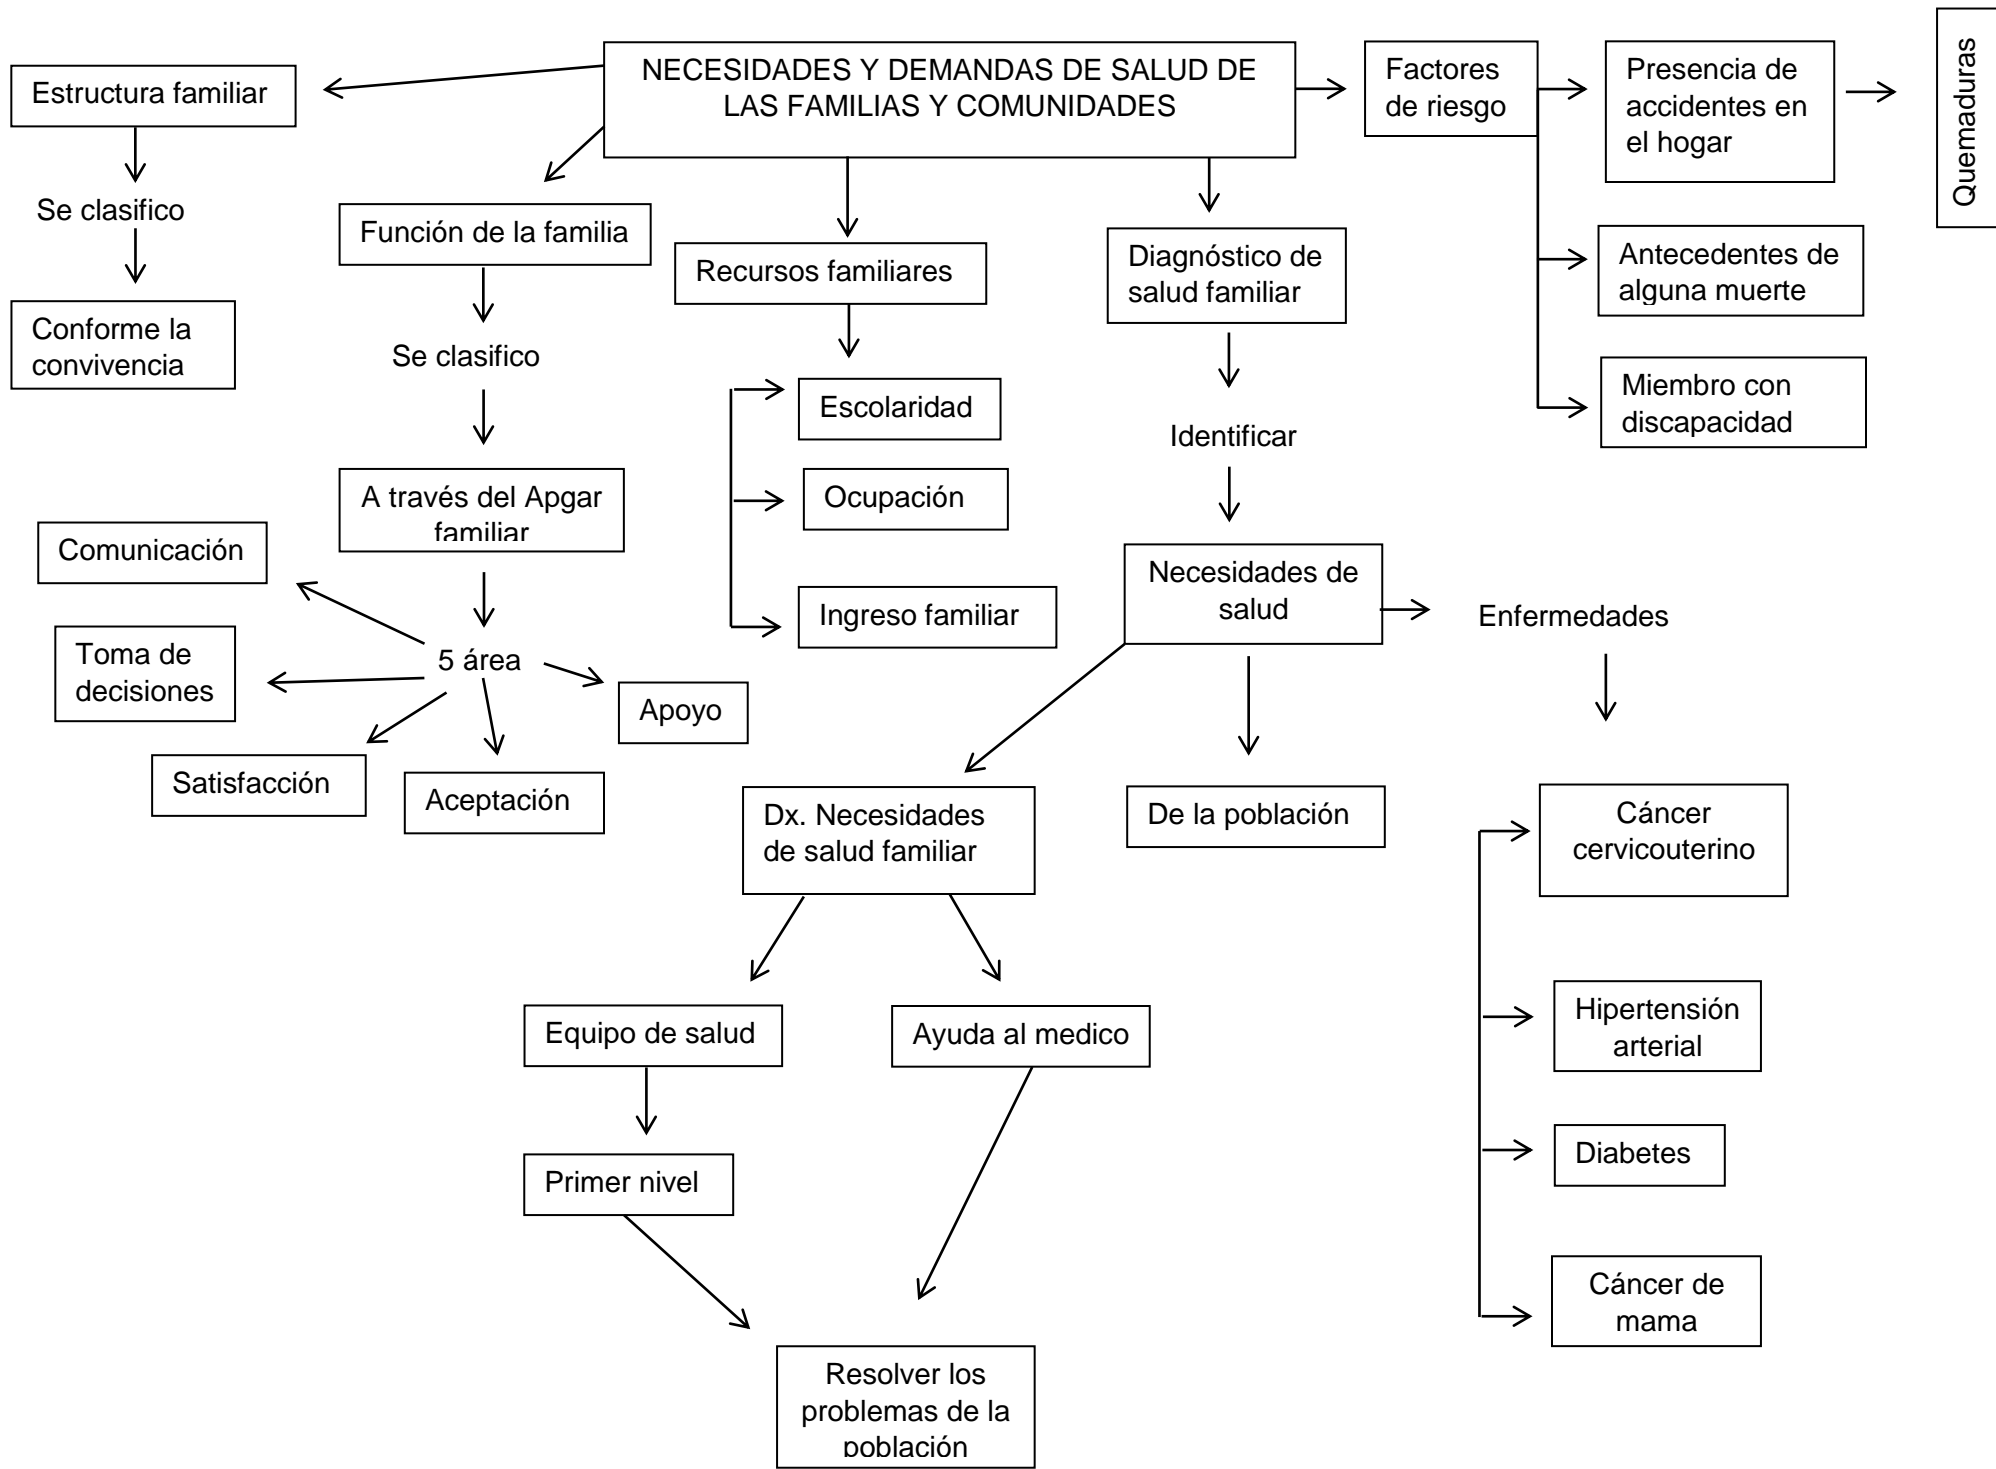 NECESIDADES Y DEMANDAS DE SALUD DE
LAS FAMILIAS Y COMUNIDADES
Estructura familiar
Se clasifico
Conforme la
convivencia
Función de la familia
Se clasifico
A través del Apgar
familiar
5 área
Comunicación
Toma de
decisiones
Satisfacción
Aceptación
Apoyo
Recursos familiares
Escolaridad
Ocupación
Ingreso familiar
Diagnóstico de
salud familiar
Identificar
Necesidades de
salud
Dx. Necesidades
de salud familiar
Equipo de salud
Primer nivel
Ayuda al medico
Resolver los
problemas de la
población
De la población
Enfermedades
Cáncer
cervicouterino
Hipertensión
arterial
Diabetes
Cáncer de
mama
Factores
de riesgo
Presencia de
accidentes en
el hogar
Quemaduras
Antecedentes de
alguna muerte
Miembro con
discapacidad